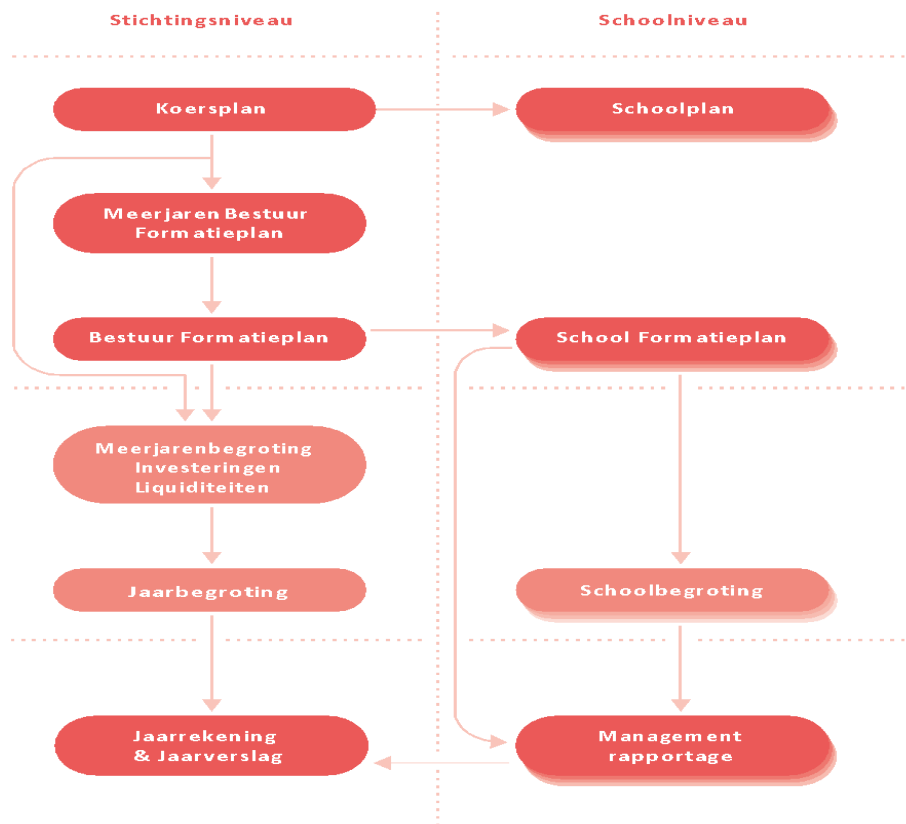 Stichtingsniveau
Schoolniveau
Koersplan
Schoolplan
Meerjaren Bestuur
Formatieplan
Bestuur Formatieplan
School Formatieplan
Meerjarenbegroting
Investeringen
Liquiditeiten
Jaarbegroting
Schoolbegroting
Jaarrekening
& Jaarverslag
Management
rapportage